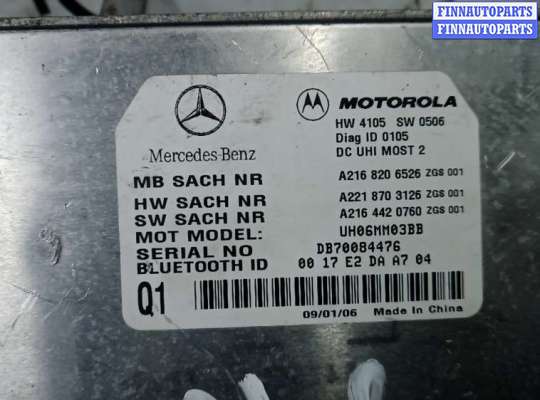 FINNAUTOPARTS
FINNAUTOPARTS
Mercedes-Benz
MOTOROLA
HW 4105 SW 0506
Diag ID 0105
DC UHI MOST 2
MB SACH NR A216 820 6526 ZGS 001
HW SACH NR A221 870 3126 ZGS 001
SW SACH NR A216 442 0760 ZGS 001
MOT MODEL: UH06MM03BB
SERIAL NO DB70084476
BLUETOOTH ID 00 17 E2 DA A7 04
Q1
09/01/06 Made In China